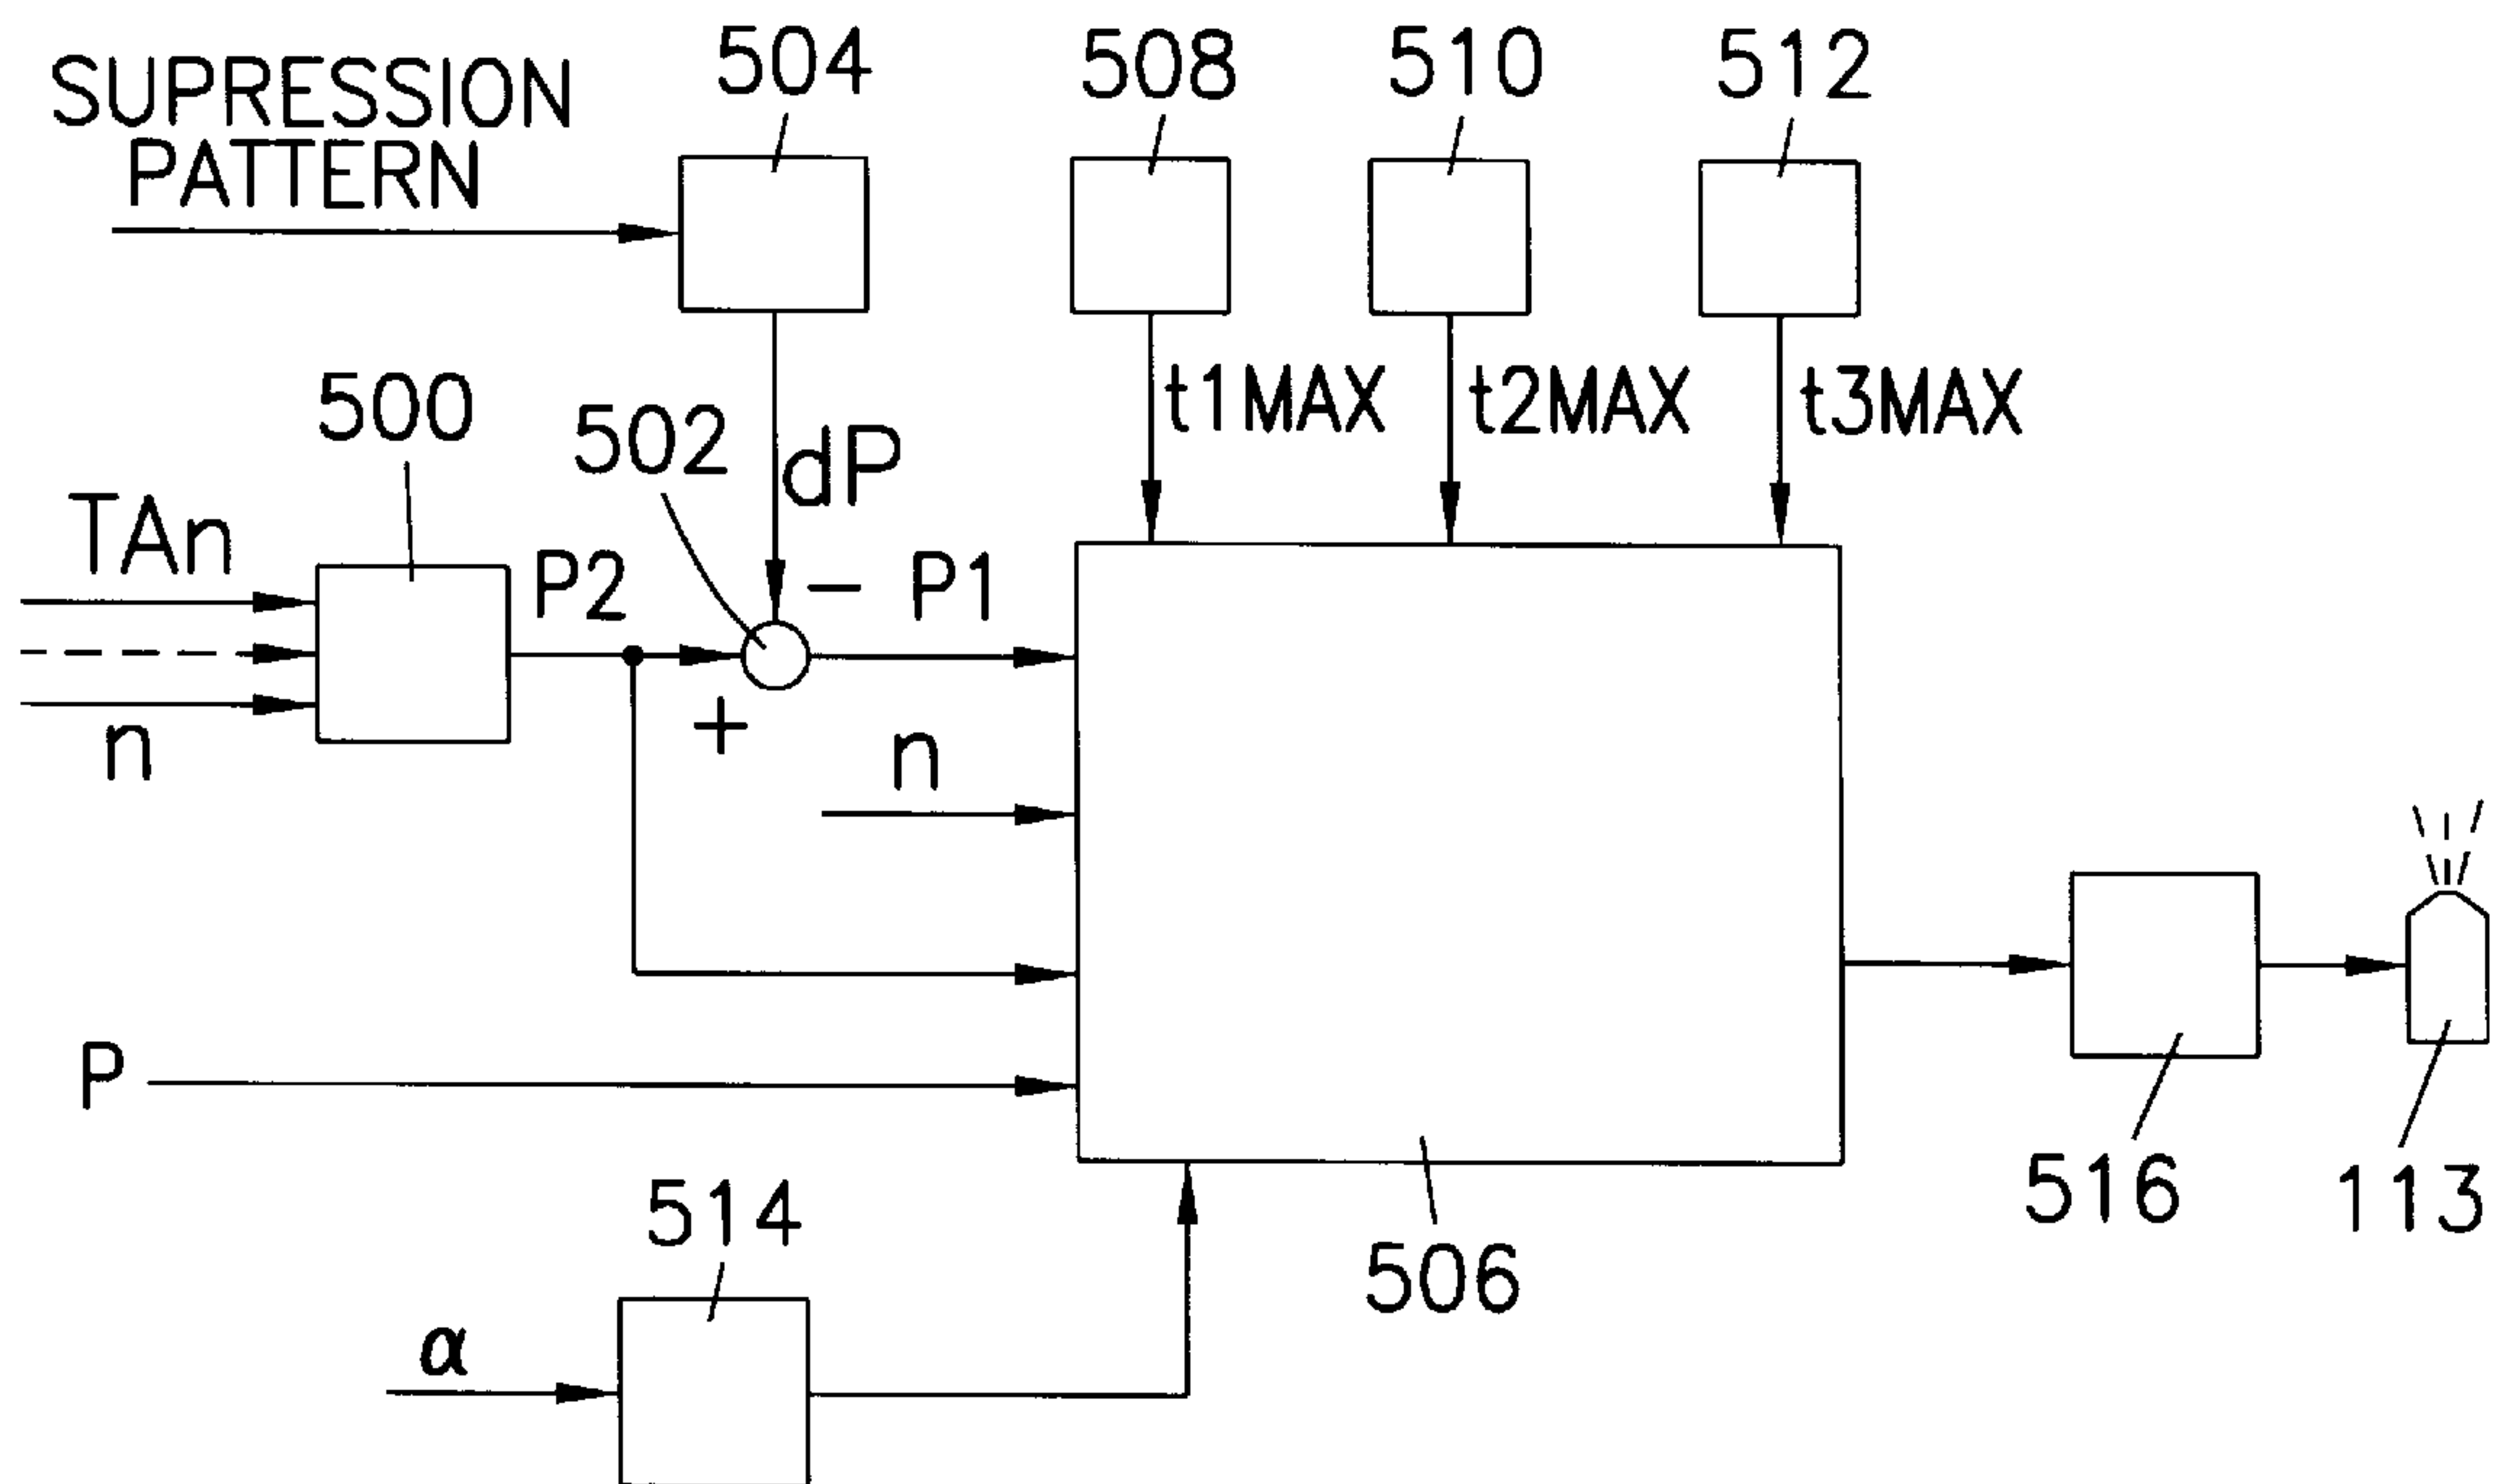 504
508
510
512
SUPRESSION
PATTERN
t1MAX
t2MAX
t3MAX
500
502
dP
TAn
P2
− P1
+
n
n
P
514
516
113
506
α